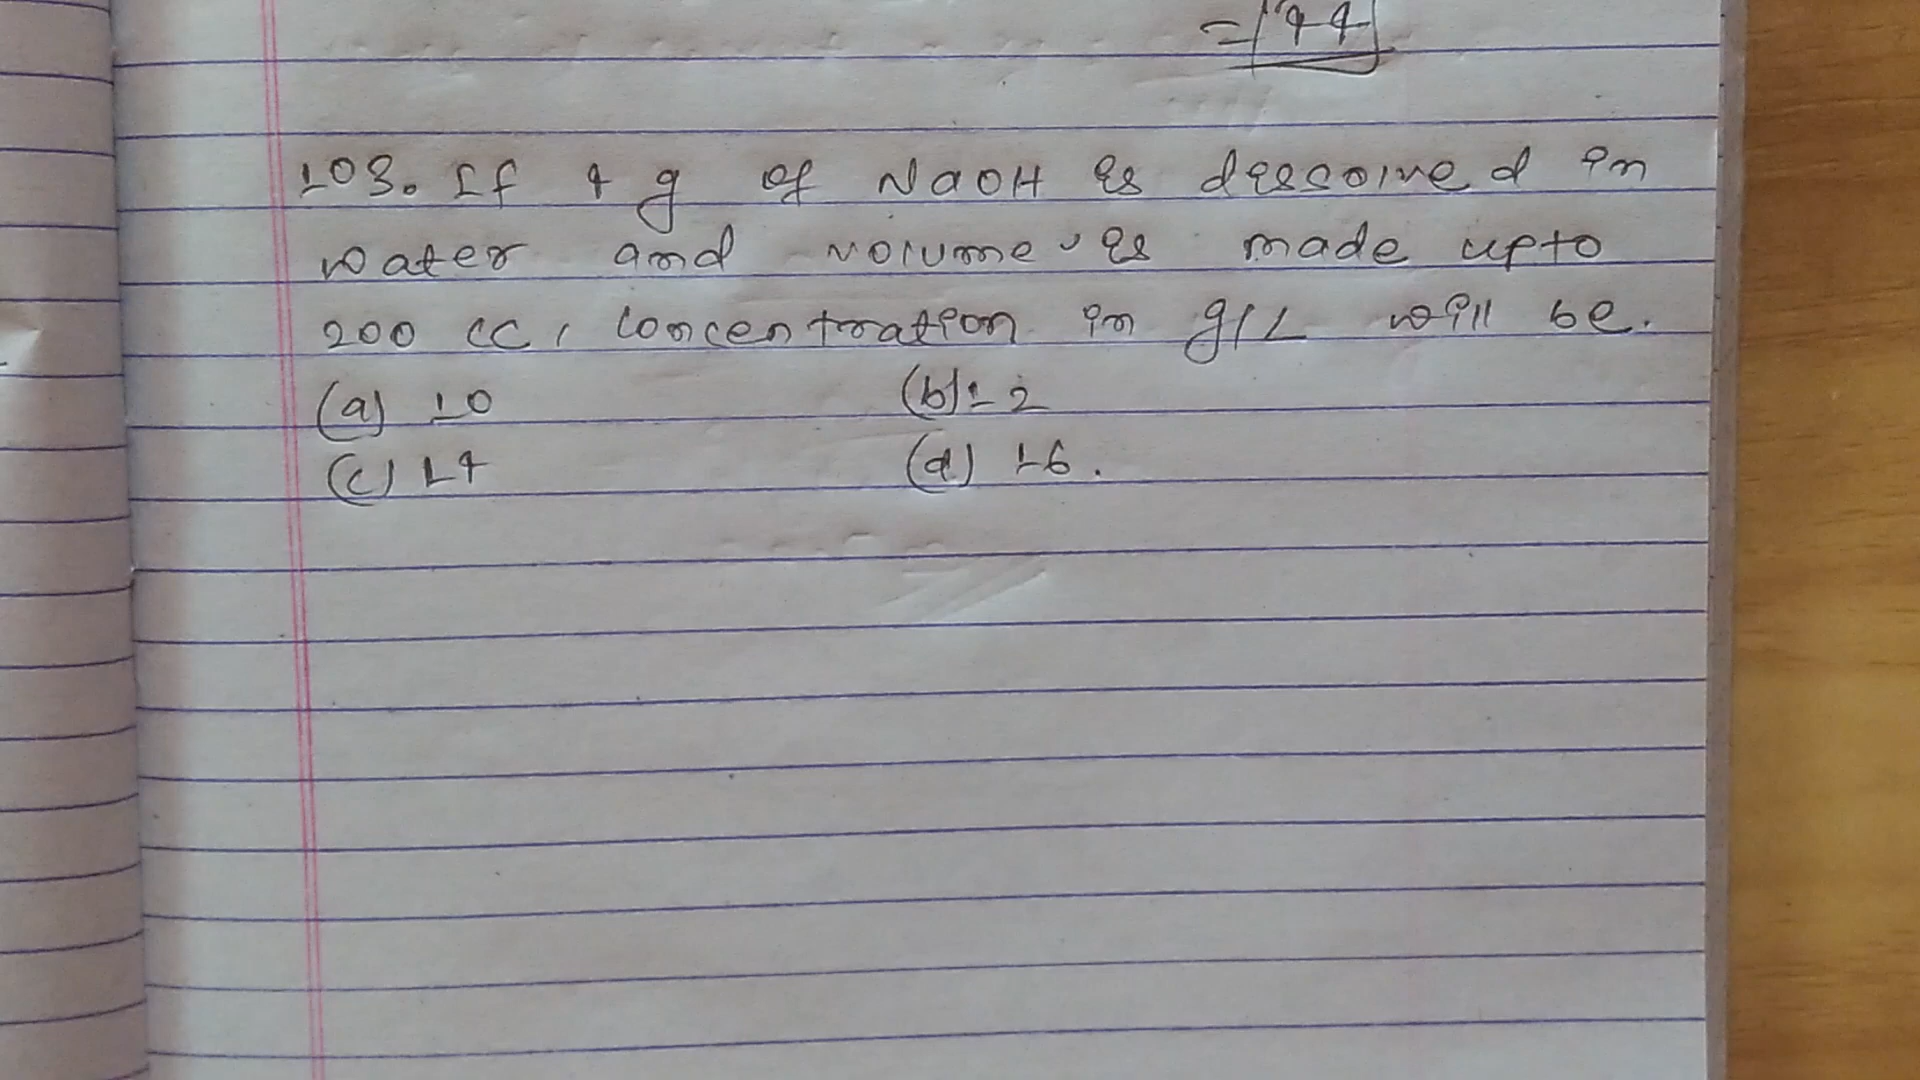 = 44
103. If 4 g of NaOH is dissolved in
water and volume is made upto
200 cc, concentration in g/L will be.
(a) 10 (b) 12
(c) 14 (d) 16.